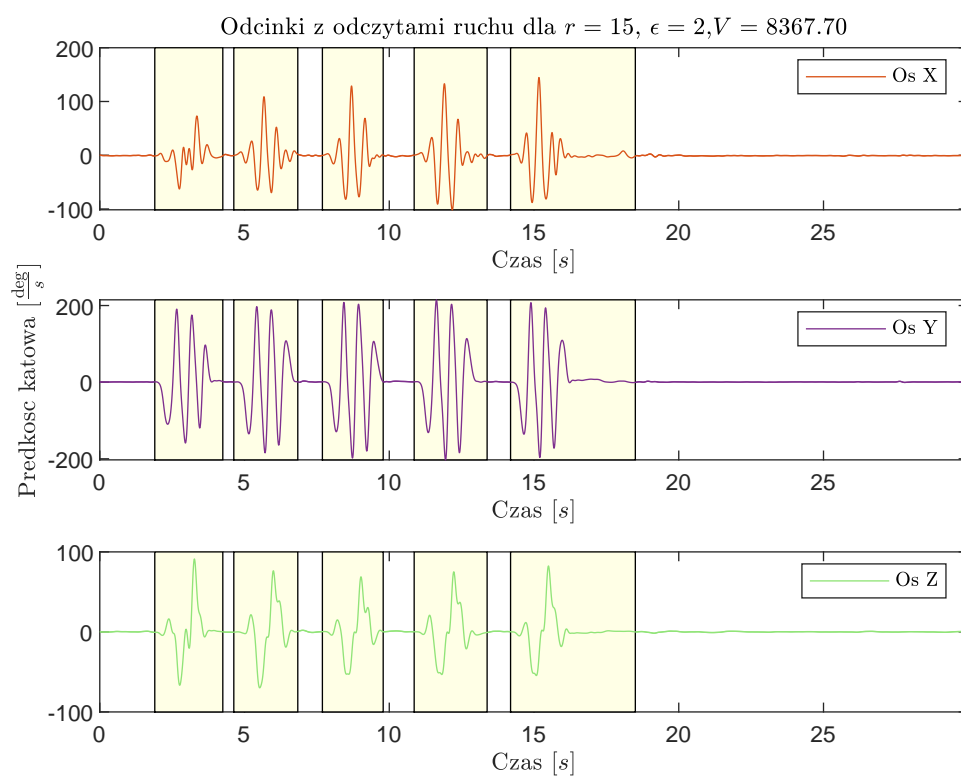 Odcinki z odczytami ruchu dla r = 15, ϵ = 2,V = 8367.70
200
100
0
-100
Os X
0 5 10 15 20 25
Czas [s]
Predkosc katowa [deg/s]
200
0
-200
Os Y
0 5 10 15 20 25
Czas [s]
100
0
-100
Os Z
0 5 10 15 20 25
Czas [s]